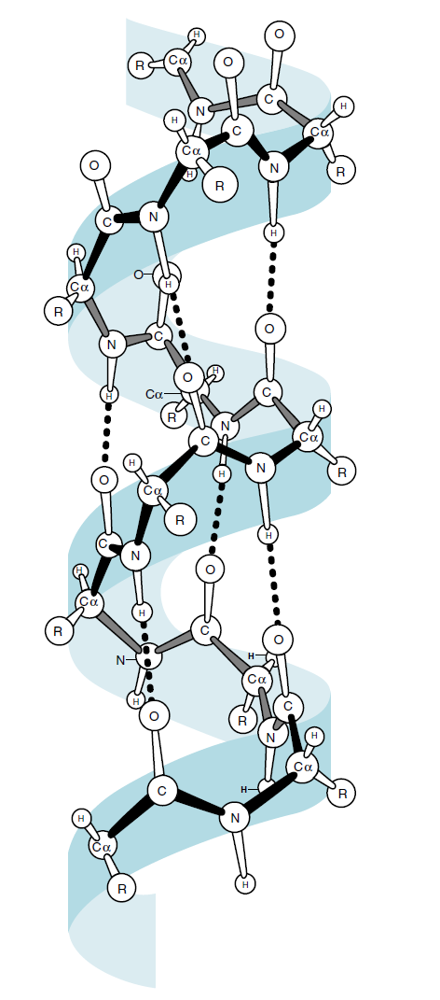 H O
R Cα O
N C H
H C Cα
Cα N R
H R
O
C N H
H
Cα O H
R O
N C
O H
H Cα C H
R N Cα
C
H N R
O Cα H
R
C N H
H O
Cα H
R C O
N H
Cα
H C
O R N H
H Cα
C R
H N
Cα
R H